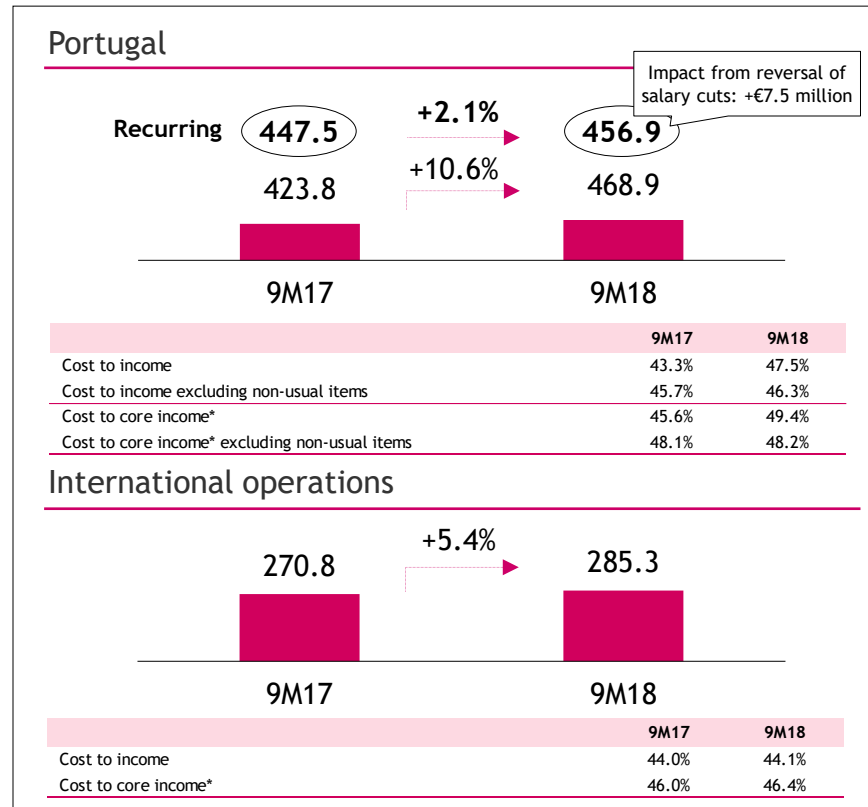 Portugal
Impact from reversal of
salary cuts: +€7.5 million
Recurring 447.5 +2.1% 456.9
423.8 +10.6% 468.9
9M17 9M18
9M17 9M18
Cost to income 43.3% 47.5%
Cost to income excluding non-usual items 45.7% 46.3%
Cost to core income* 45.6% 49.4%
Cost to core income* excluding non-usual items 48.1% 48.2%
International operations
270.8 +5.4% 285.3
9M17 9M18
9M17 9M18
Cost to income 44.0% 44.1%
Cost to core income* 46.0% 46.4%